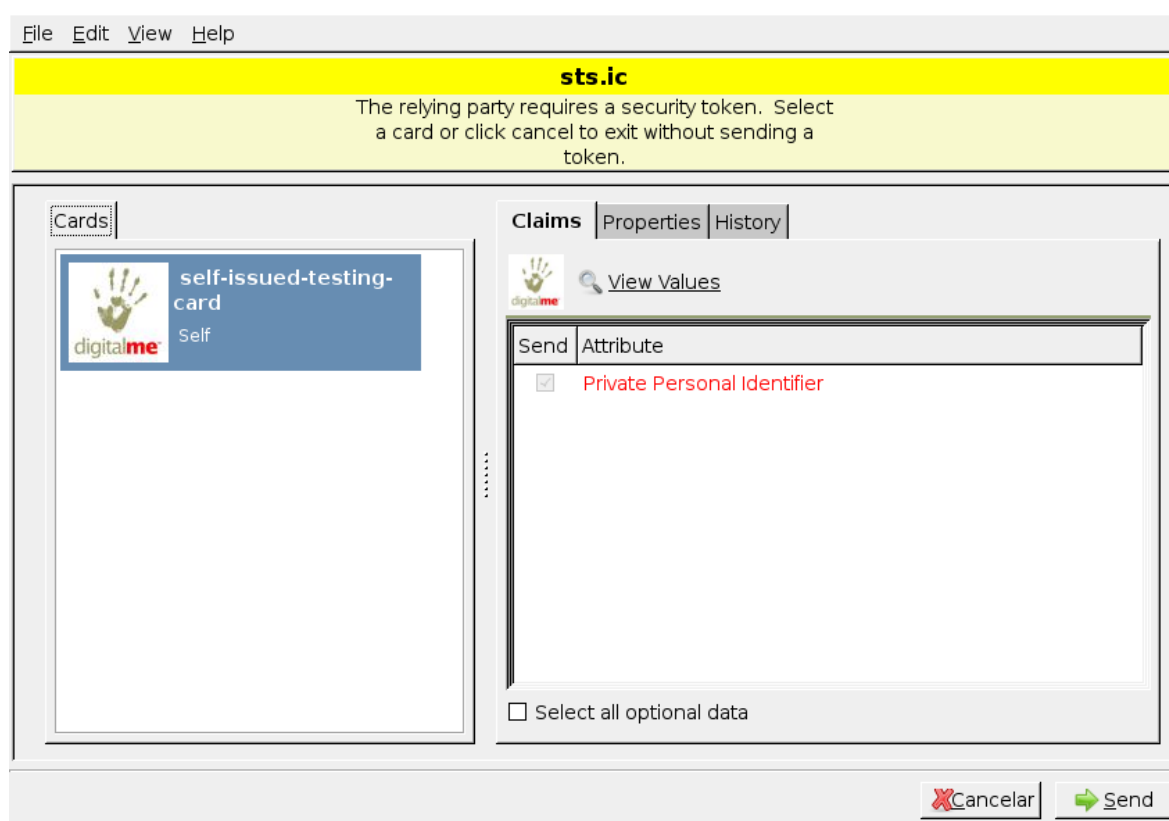 File Edit View Help
sts.ic
The relying party requires a security token. Select
a card or click cancel to exit without sending a
token.
Cards
self-issued-testing-
card
Self
digitalme
Claims Properties History
digitalme
View Values
Send Attribute
Private Personal Identifier
Select all optional data
Cancelar Send